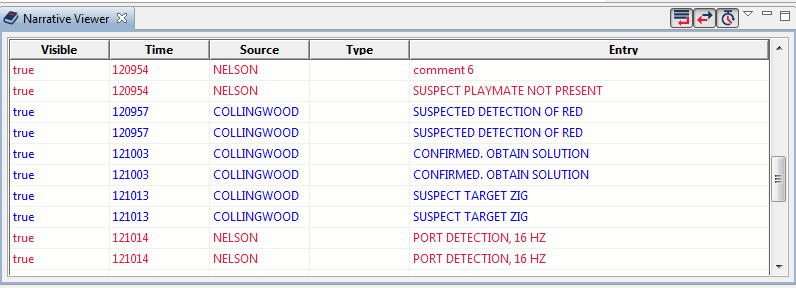 Narrative Viewer
Visible Time Source Type Entry
true 120954 NELSON comment 6
true 120954 NELSON SUSPECT PLAYMATE NOT PRESENT
true 120957 COLLINGWOOD SUSPECTED DETECTION OF RED
true 120957 COLLINGWOOD SUSPECTED DETECTION OF RED
true 121003 COLLINGWOOD CONFIRMED. OBTAIN SOLUTION
true 121003 COLLINGWOOD CONFIRMED. OBTAIN SOLUTION
true 121013 COLLINGWOOD SUSPECT TARGET ZIG
true 121013 COLLINGWOOD SUSPECT TARGET ZIG
true 121014 NELSON PORT DETECTION, 16 HZ
true 121014 NELSON PORT DETECTION, 16 HZ